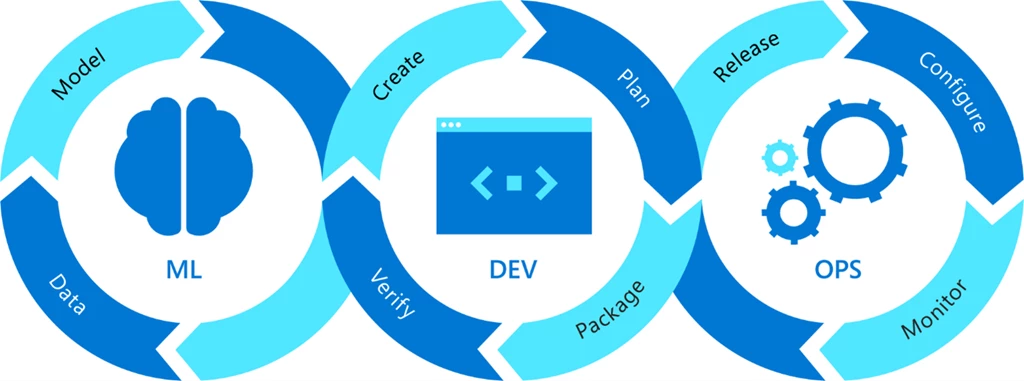 Model
Data
ML
Create
Plan
Verify
Package
DEV
Release
Configure
Monitor
OPS